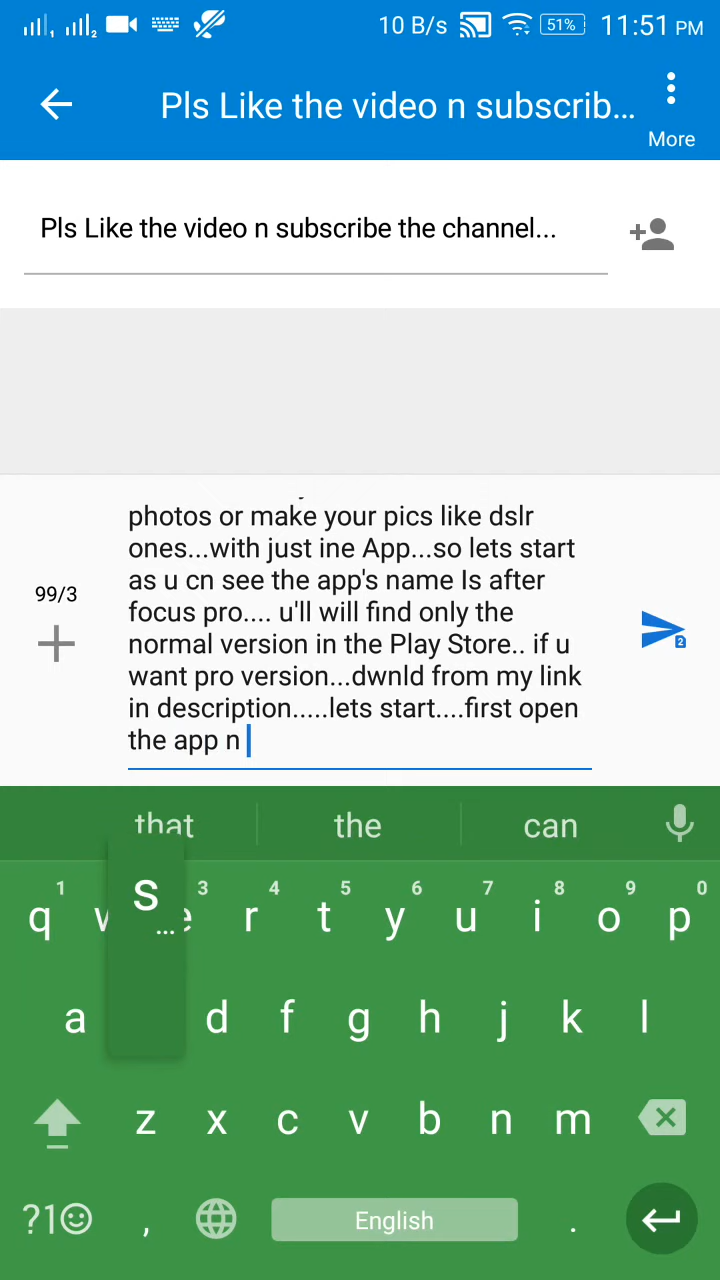 10 B/s 51% 11:51 PM
Pls Like the video n subscrib...
More
Pls Like the video n subscribe the channel...
photos or make your pics like dslr
ones...with just ine App...so lets start
as u cn see the app's name Is after
focus pro.... u'll will find only the
normal version in the Play Store.. if u
want pro version...dwnld from my link
in description.....lets start....first open
the app n
99/3
2
that the can
1 3 4 5 6 7 8 9 0
q w e r t y u i o p
s
...
a d f g h j k l
z x c v b n m
?1☺ , English .